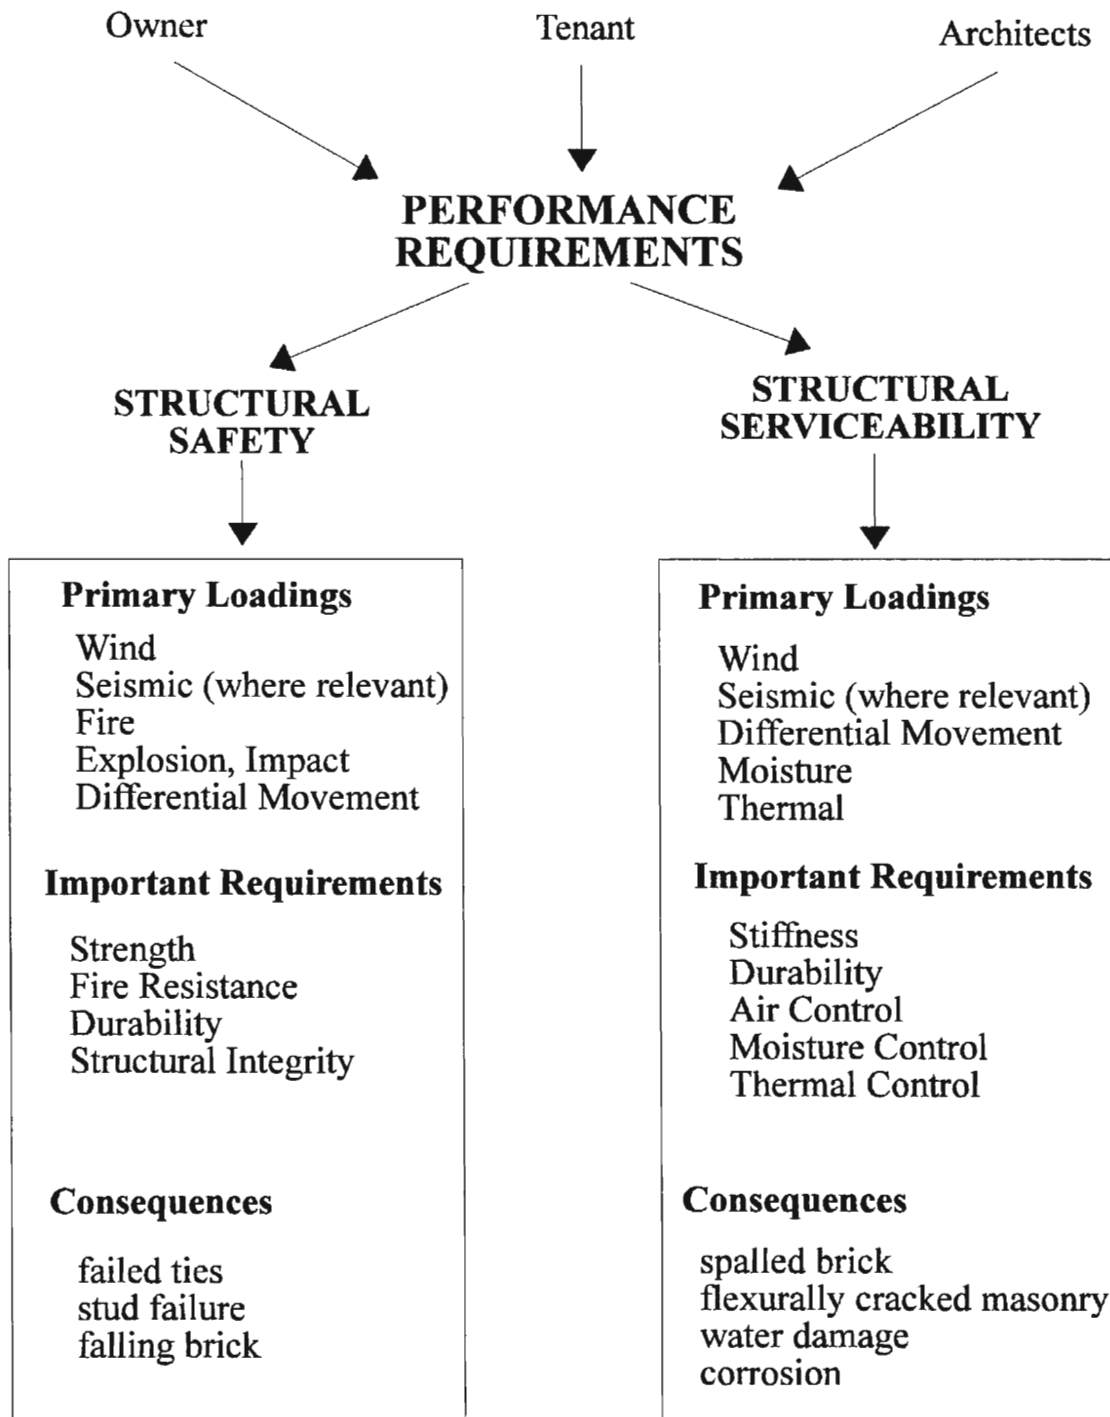 Owner
Tenant
Architects
PERFORMANCE
REQUIREMENTS
STRUCTURAL
SAFETY
STRUCTURAL
SERVICEABILITY
Primary Loadings
Wind
Seismic (where relevant)
Fire
Explosion, Impact
Differential Movement
Important Requirements
Strength
Fire Resistance
Durability
Structural Integrity
Consequences
failed ties
stud failure
falling brick
Primary Loadings
Wind
Seismic (where relevant)
Differential Movement
Moisture
Thermal
Important Requirements
Stiffness
Durability
Air Control
Moisture Control
Thermal Control
Consequences
spalled brick
flexurally cracked masonry
water damage
corrosion